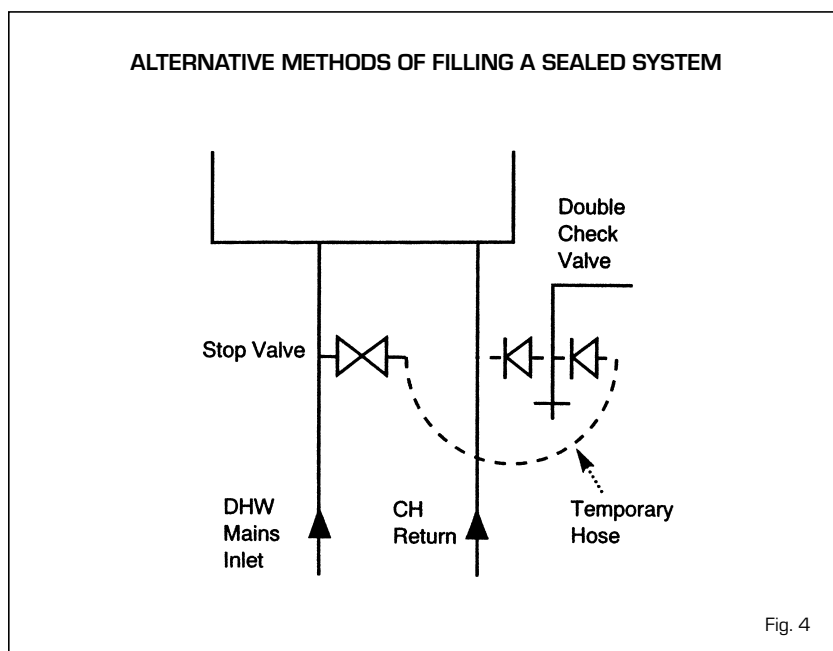 ALTERNATIVE METHODS OF FILLING A SEALED SYSTEM
Double
Check
Valve
Stop Valve
DHW
Mains
Inlet
CH
Return
Temporary
Hose
Fig. 4